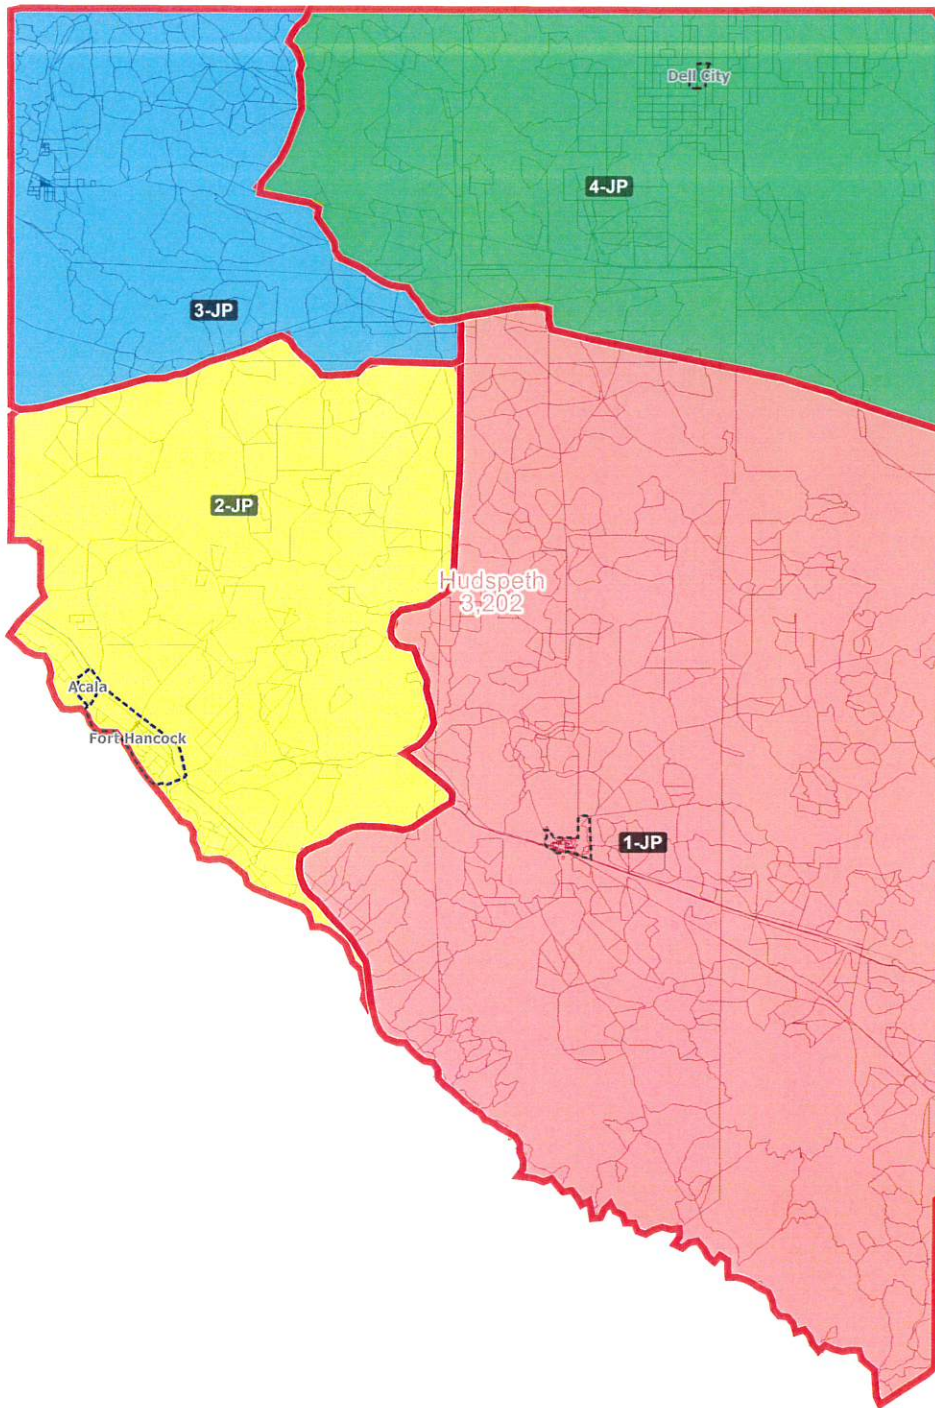 Dell City
4-JP
3-JP
2-JP
Hudspeth
3,202
Acala
Fort Hancock
1-JP